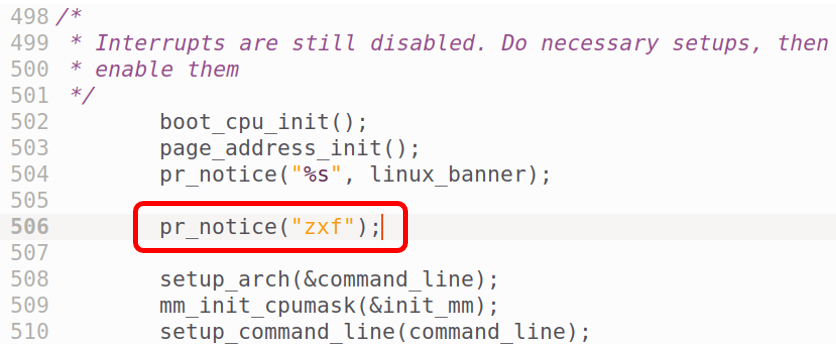 498 /*
499  * Interrupts are still disabled. Do necessary setups, then
500  * enable them
501  */
502         boot_cpu_init();
503         page_address_init();
504         pr_notice("%s", linux_banner);
505
506         pr_notice("zxf");
507
508         setup_arch(&command_line);
509         mm_init_cpumask(&init_mm);
510         setup_command_line(command_line);